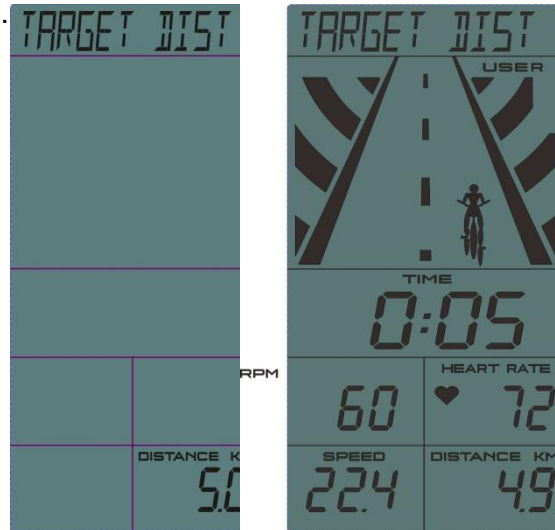 .
TARGET DIST
RPM
DISTANCE K
5.0
TARGET DIST
USER
TIME
0:05
HEART RATE
60
72
SPEED
DISTANCE KM
22.4
4.9